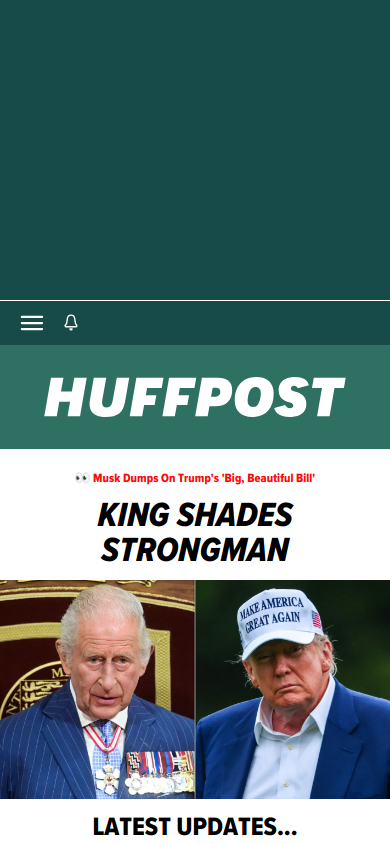 HUFFPOST
👀 Musk Dumps On Trump's 'Big, Beautiful Bill'
KING SHADES
STRONGMAN
MAKE AMERICA
GREAT AGAIN
LATEST UPDATES...